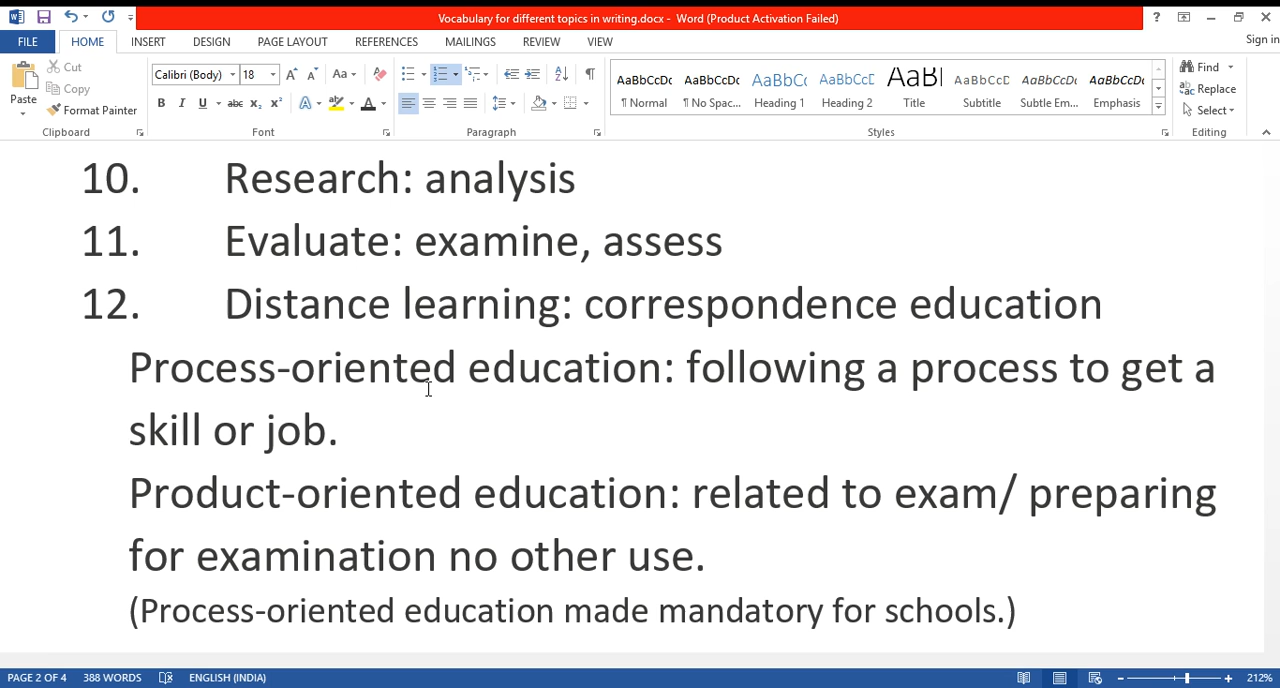 Vocabulary for different topics in writing.docx - Word (Product Activation Failed)
Sign in
FILE HOME INSERT DESIGN PAGE LAYOUT REFERENCES MAILINGS REVIEW VIEW
Paste
Cut
Copy
Format Painter
Clipboard
Calibri (Body) 18
Font
Paragraph
AaBbCcDc AaBbCcDc AaBbCc AaBbCcC AaBl AaBbCcD AaBbCcDc AaBbCcDc
¶ Normal ¶ No Spac... Heading 1 Heading 2 Title Subtitle Subtle Em... Emphasis
Styles
Find
Replace
Select
Editing
10. Research: analysis
11. Evaluate: examine, assess
12. Distance learning: correspondence education
Process-oriented education: following a process to get a
skill or job.
Product-oriented education: related to exam/ preparing
for examination no other use.
(Process-oriented education made mandatory for schools.)
PAGE 2 OF 4 388 WORDS ENGLISH (INDIA) 212%